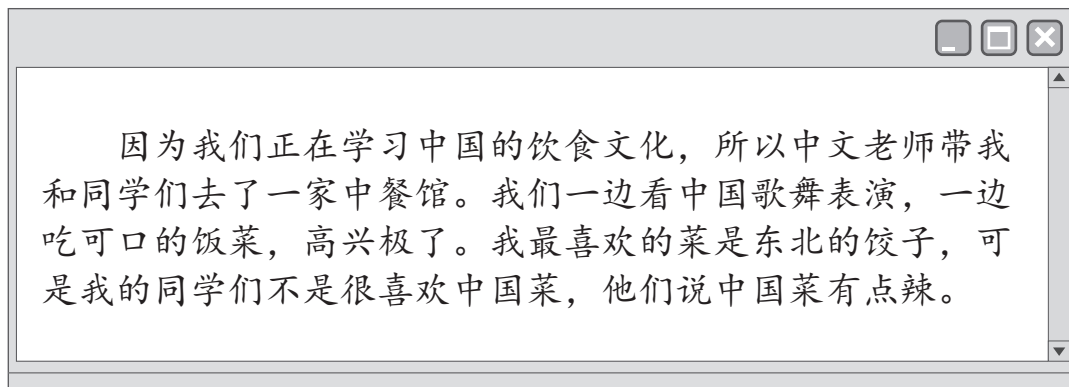 因为我们正在学习中国的饮食文化，所以中文老师带我
和同学们去了一家中餐馆。我们一边看中国歌舞表演，一边
吃可口的饭菜，高兴极了。我最喜欢的菜是东北的饺子，可
是我的同学们不是很喜欢中国菜，他们说中国菜有点辣。